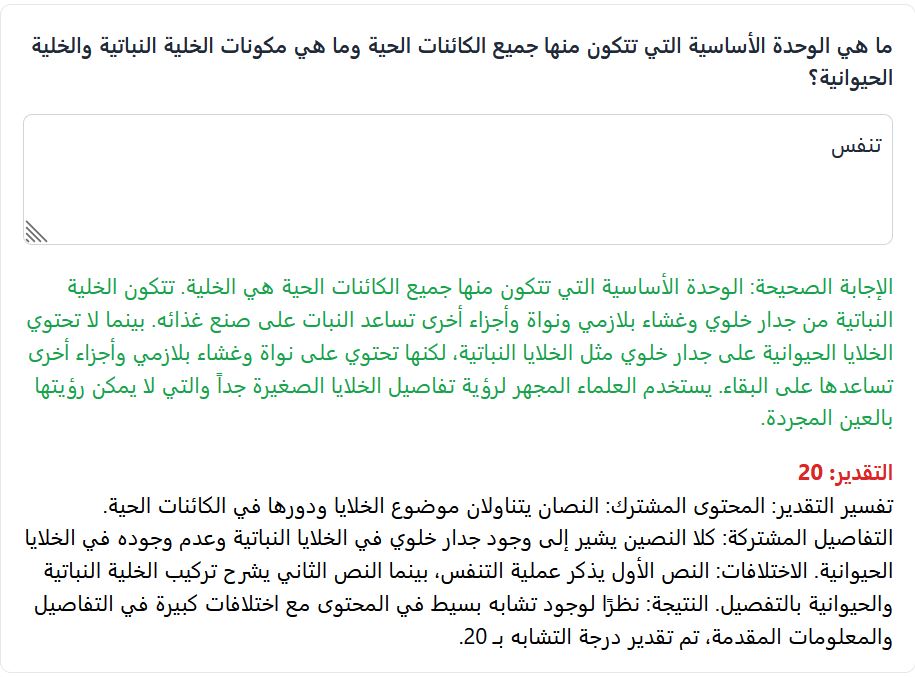 ما هي الوحدة الأساسية التي تتكون منها جميع الكائنات الحية وما هي مكونات الخلية النباتية والخلية
الحيوانية؟
تنفس
الإجابة الصحيحة: الوحدة الأساسية التي تتكون منها جميع الكائنات الحية هي الخلية. تتكون الخلية
النباتية من جدار خلوي وغشاء بلازمي ونواة وأجزاء أخرى تساعد النبات على صنع غذائه. بينما لا تحتوي
الخلايا الحيوانية على جدار خلوي مثل الخلايا النباتية، لكنها تحتوي على نواة وغشاء بلازمي وأجزاء أخرى
تساعدها على البقاء. يستخدم العلماء المجهر لرؤية تفاصيل الخلايا الصغيرة جداً والتي لا يمكن رؤيتها
بالعين المجردة.
التقدير: 20
تفسير التقدير: المحتوى المشترك: النصان يتناولان موضوع الخلايا ودورها في الكائنات الحية.
التفاصيل المشتركة: كلا النصين يشير إلى وجود جدار خلوي في الخلايا النباتية وعدم وجوده في الخلايا
الحيوانية. الاختلافات: النص الأول يذكر عملية التنفس، بينما النص الثاني يشرح تركيب الخلية النباتية
والحيوانية بالتفصيل. النتيجة: نظرًا لوجود تشابه بسيط في المحتوى مع اختلافات كبيرة في التفاصيل
والمعلومات المقدمة، تم تقدير درجة التشابه بـ 20.